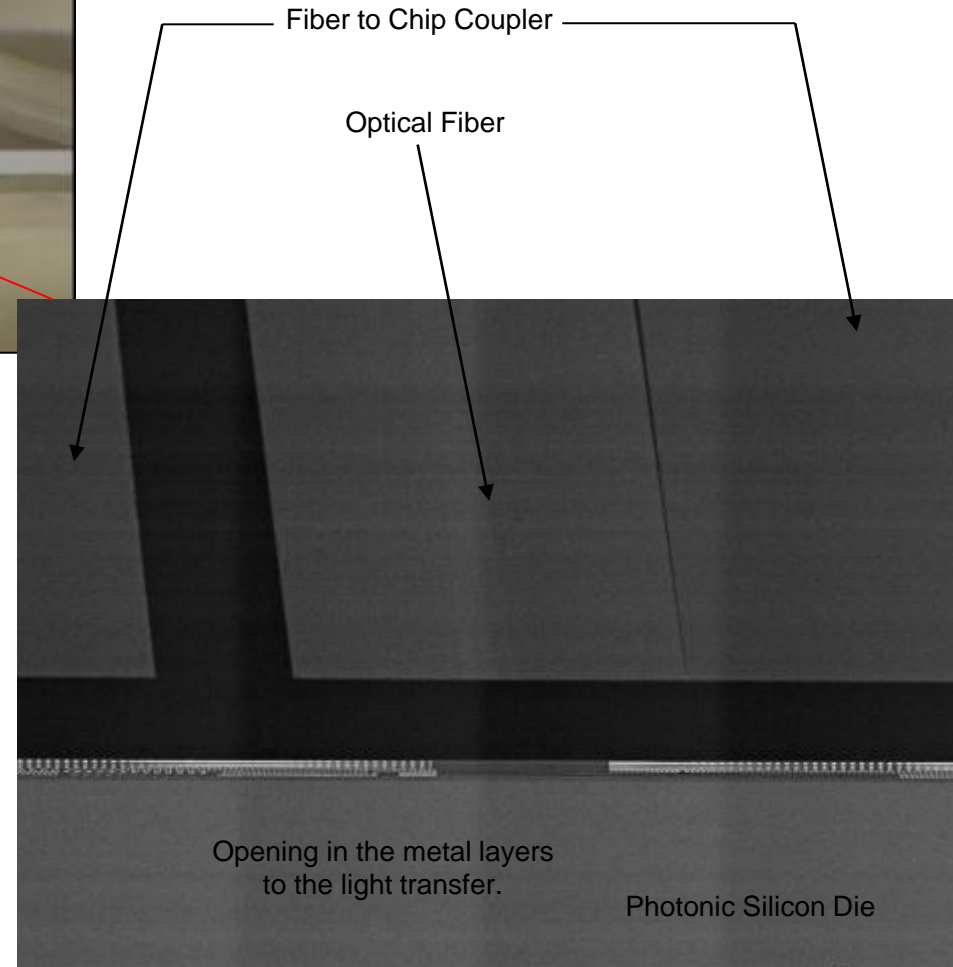 Fiber to Chip Coupler
Optical Fiber
Opening in the metal layers
to the light transfer.
Photonic Silicon Die